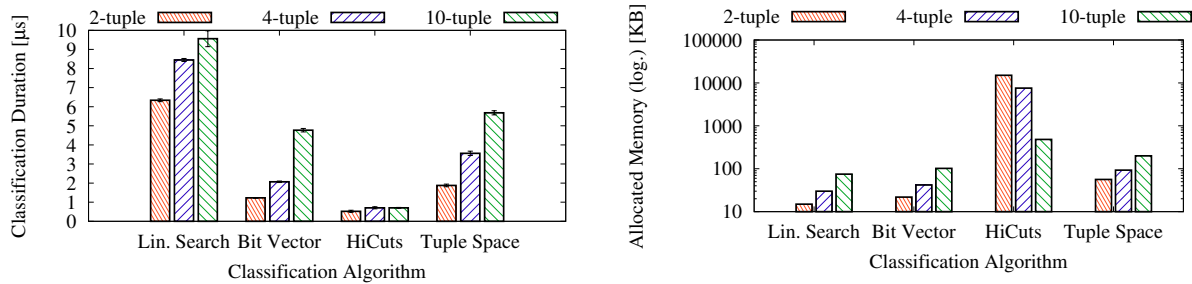 2-tuple 4-tuple 10-tuple
Classification Duration [µs]
10
9
8
7
6
5
4
3
2
1
0
Lin. Search Bit Vector HiCuts Tuple Space
Classification Algorithm
2-tuple 4-tuple 10-tuple
Allocated Memory (log.) [KB]
100000
10000
1000
100
10
Lin. Search Bit Vector HiCuts Tuple Space
Classification Algorithm